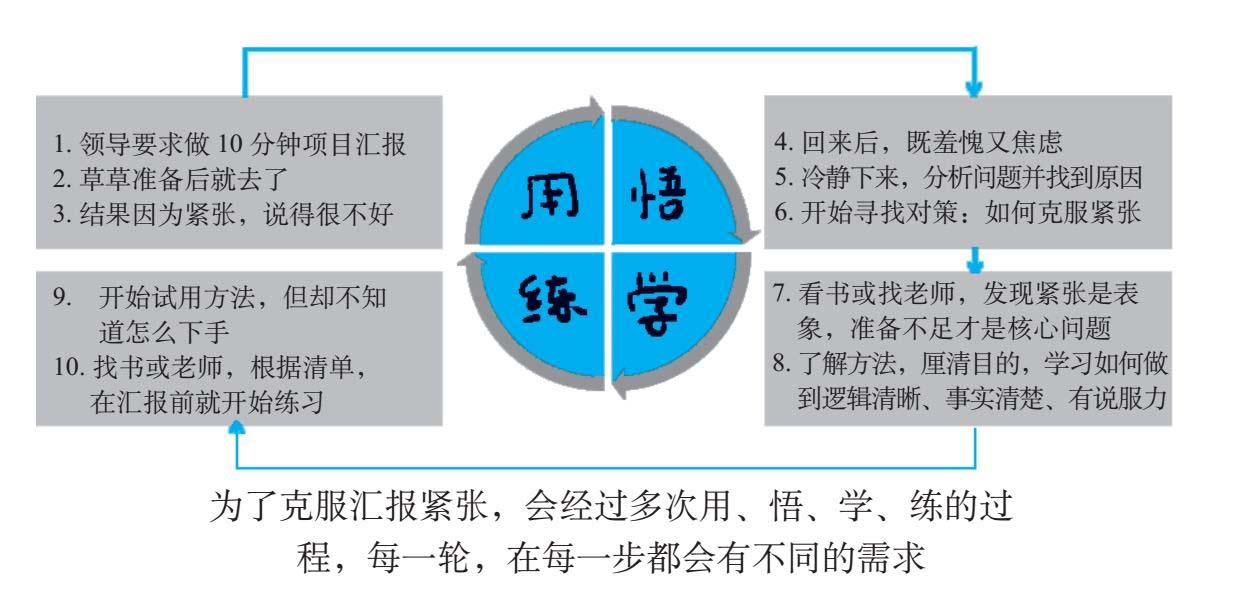 1. 领导要求做 10 分钟项目汇报
2. 草草准备后就去了
3. 结果因为紧张，说得很不好
用
悟
4. 回来后，既羞愧又焦虑
5. 冷静下来，分析问题并找到原因
6. 开始寻找对策：如何克服紧张
练
学
7. 看书或找老师，发现紧张是表
象，准备不足才是核心问题
8. 了解方法，厘清目的，学习如何做
到逻辑清晰、事实清楚、有说服力
9. 开始试用方法，但却不知
道怎么下手
10. 找书或老师，根据清单，
在汇报前就开始练习
为了克服汇报紧张，会经过多次用、悟、学、练的过
程，每一轮，在每一步都会有不同的需求